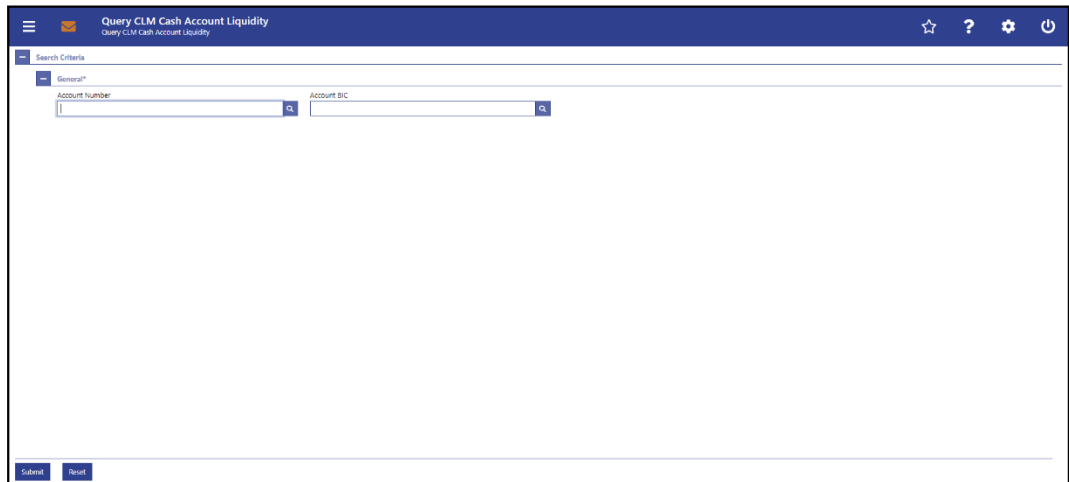 Query CLM Cash Account Liquidity
Query CLM Cash Account Liquidity
Search Criteria
General*
Account Number Account BIC
Submit Reset